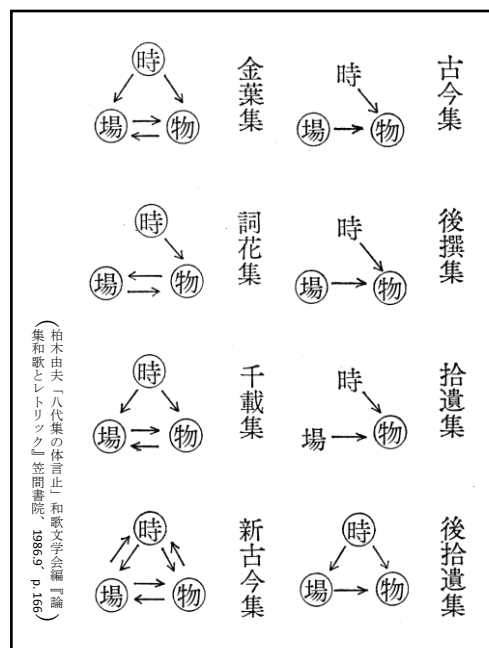 古今集
時
場 物
後撰集
時
場 物
拾遺集
時
場 物
後拾遺集
時
場 物
金葉集
時
場 物
詞花集
時
場 物
千載集
時
場 物
新古今集
時
場 物
（柏木由夫「八代集の体言止」和歌文学会編『論
集和歌とレトリック』笠間書院、1986.9、p. 166）